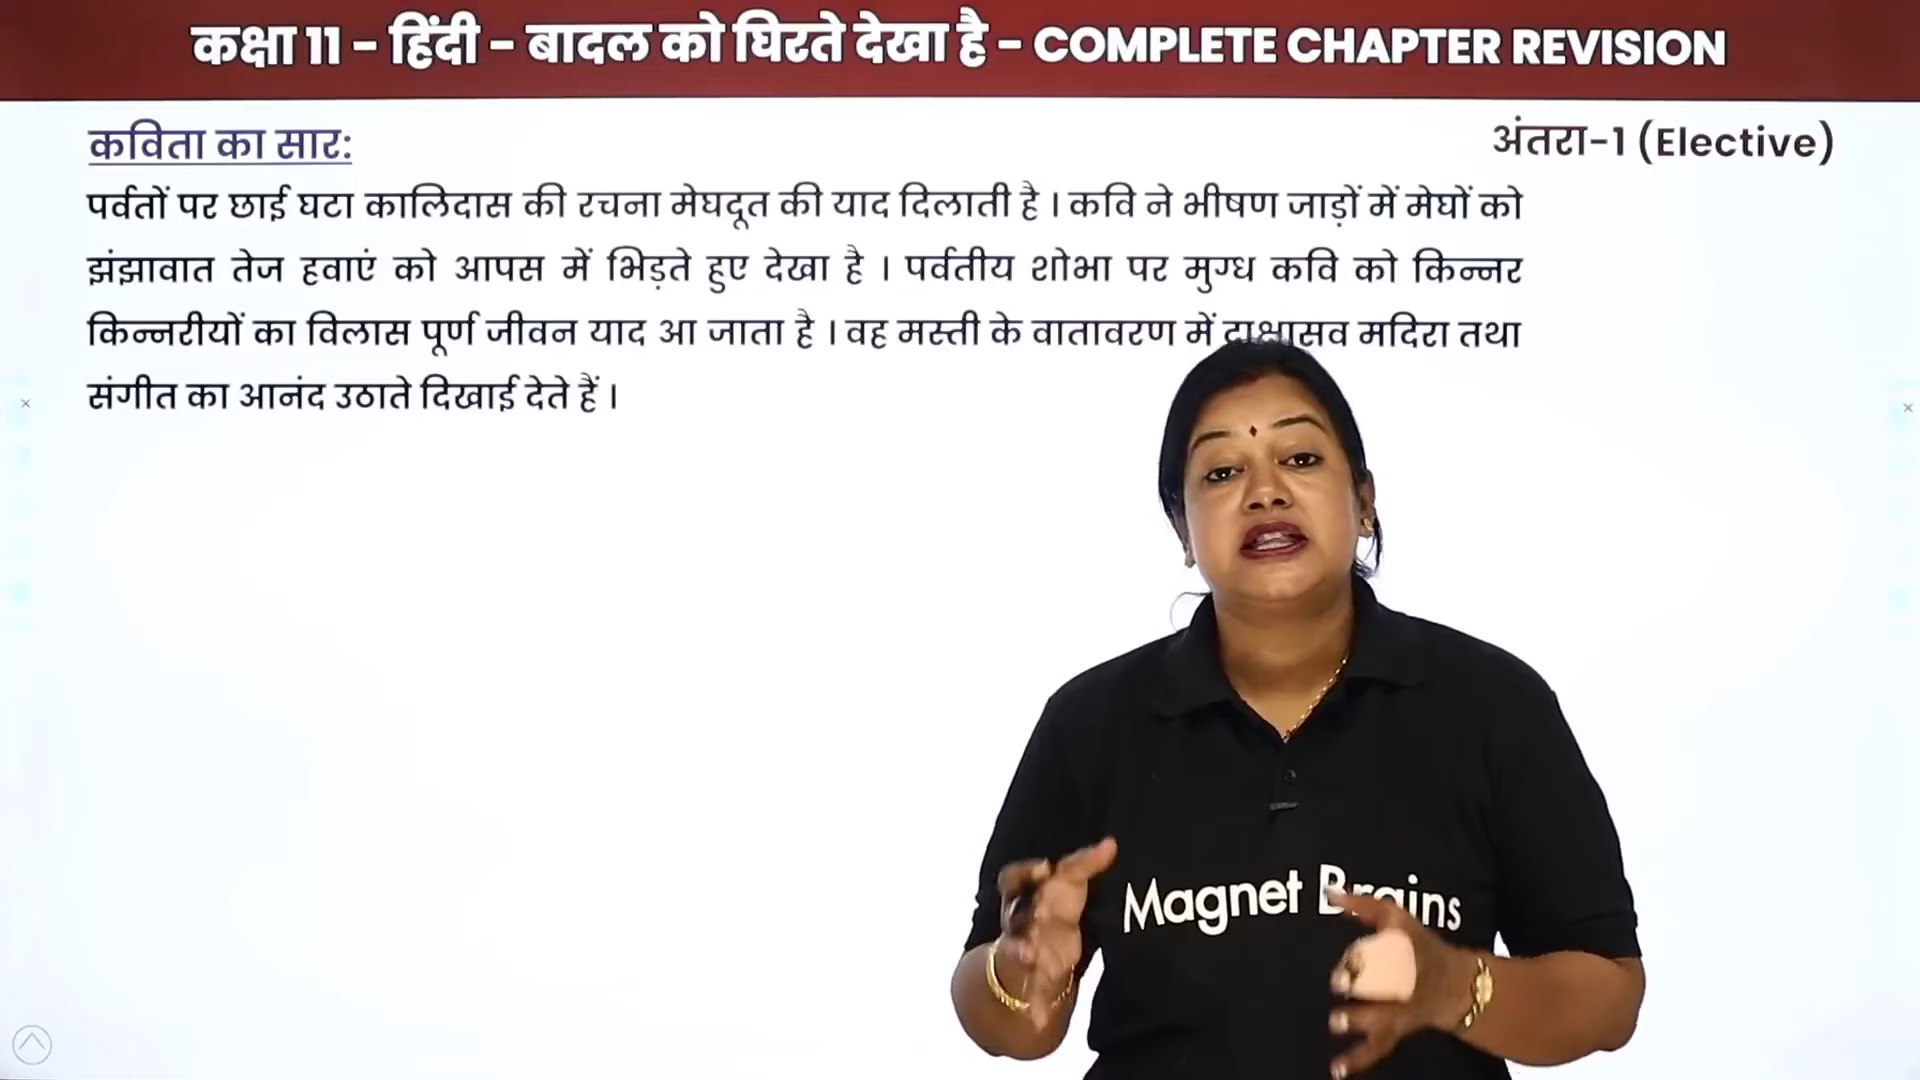 कक्षा 11 – हिंदी – बादल को घिरते देखा है – COMPLETE CHAPTER REVISION
कविता का सार:
अंतरा-1 (Elective)
पर्वतों पर छाई घटा कालिदास की रचना मेघदूत की याद दिलाती है । कवि ने भीषण जाड़ों में मेघों को
झंझावात तेज हवाएं को आपस में भिड़ते हुए देखा है । पर्वतीय शोभा पर मुग्ध कवि को किन्नर
किन्नरीयों का विलास पूर्ण जीवन याद आ जाता है । वह मस्ती के वातावरण में मदिरा तथा
संगीत का आनंद उठाते दिखाई देते हैं ।
Magnet Brains